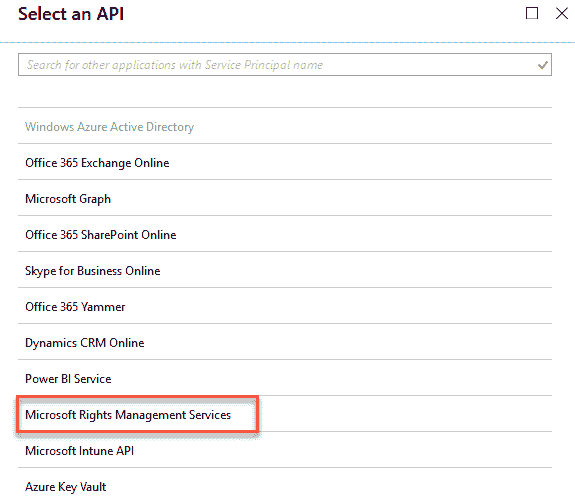 Select an API
Search for other applications with Service Principal name
Windows Azure Active Directory
Office 365 Exchange Online
Microsoft Graph
Office 365 SharePoint Online
Skype for Business Online
Office 365 Yammer
Dynamics CRM Online
Power BI Service
Microsoft Rights Management Services
Microsoft Intune API
Azure Key Vault